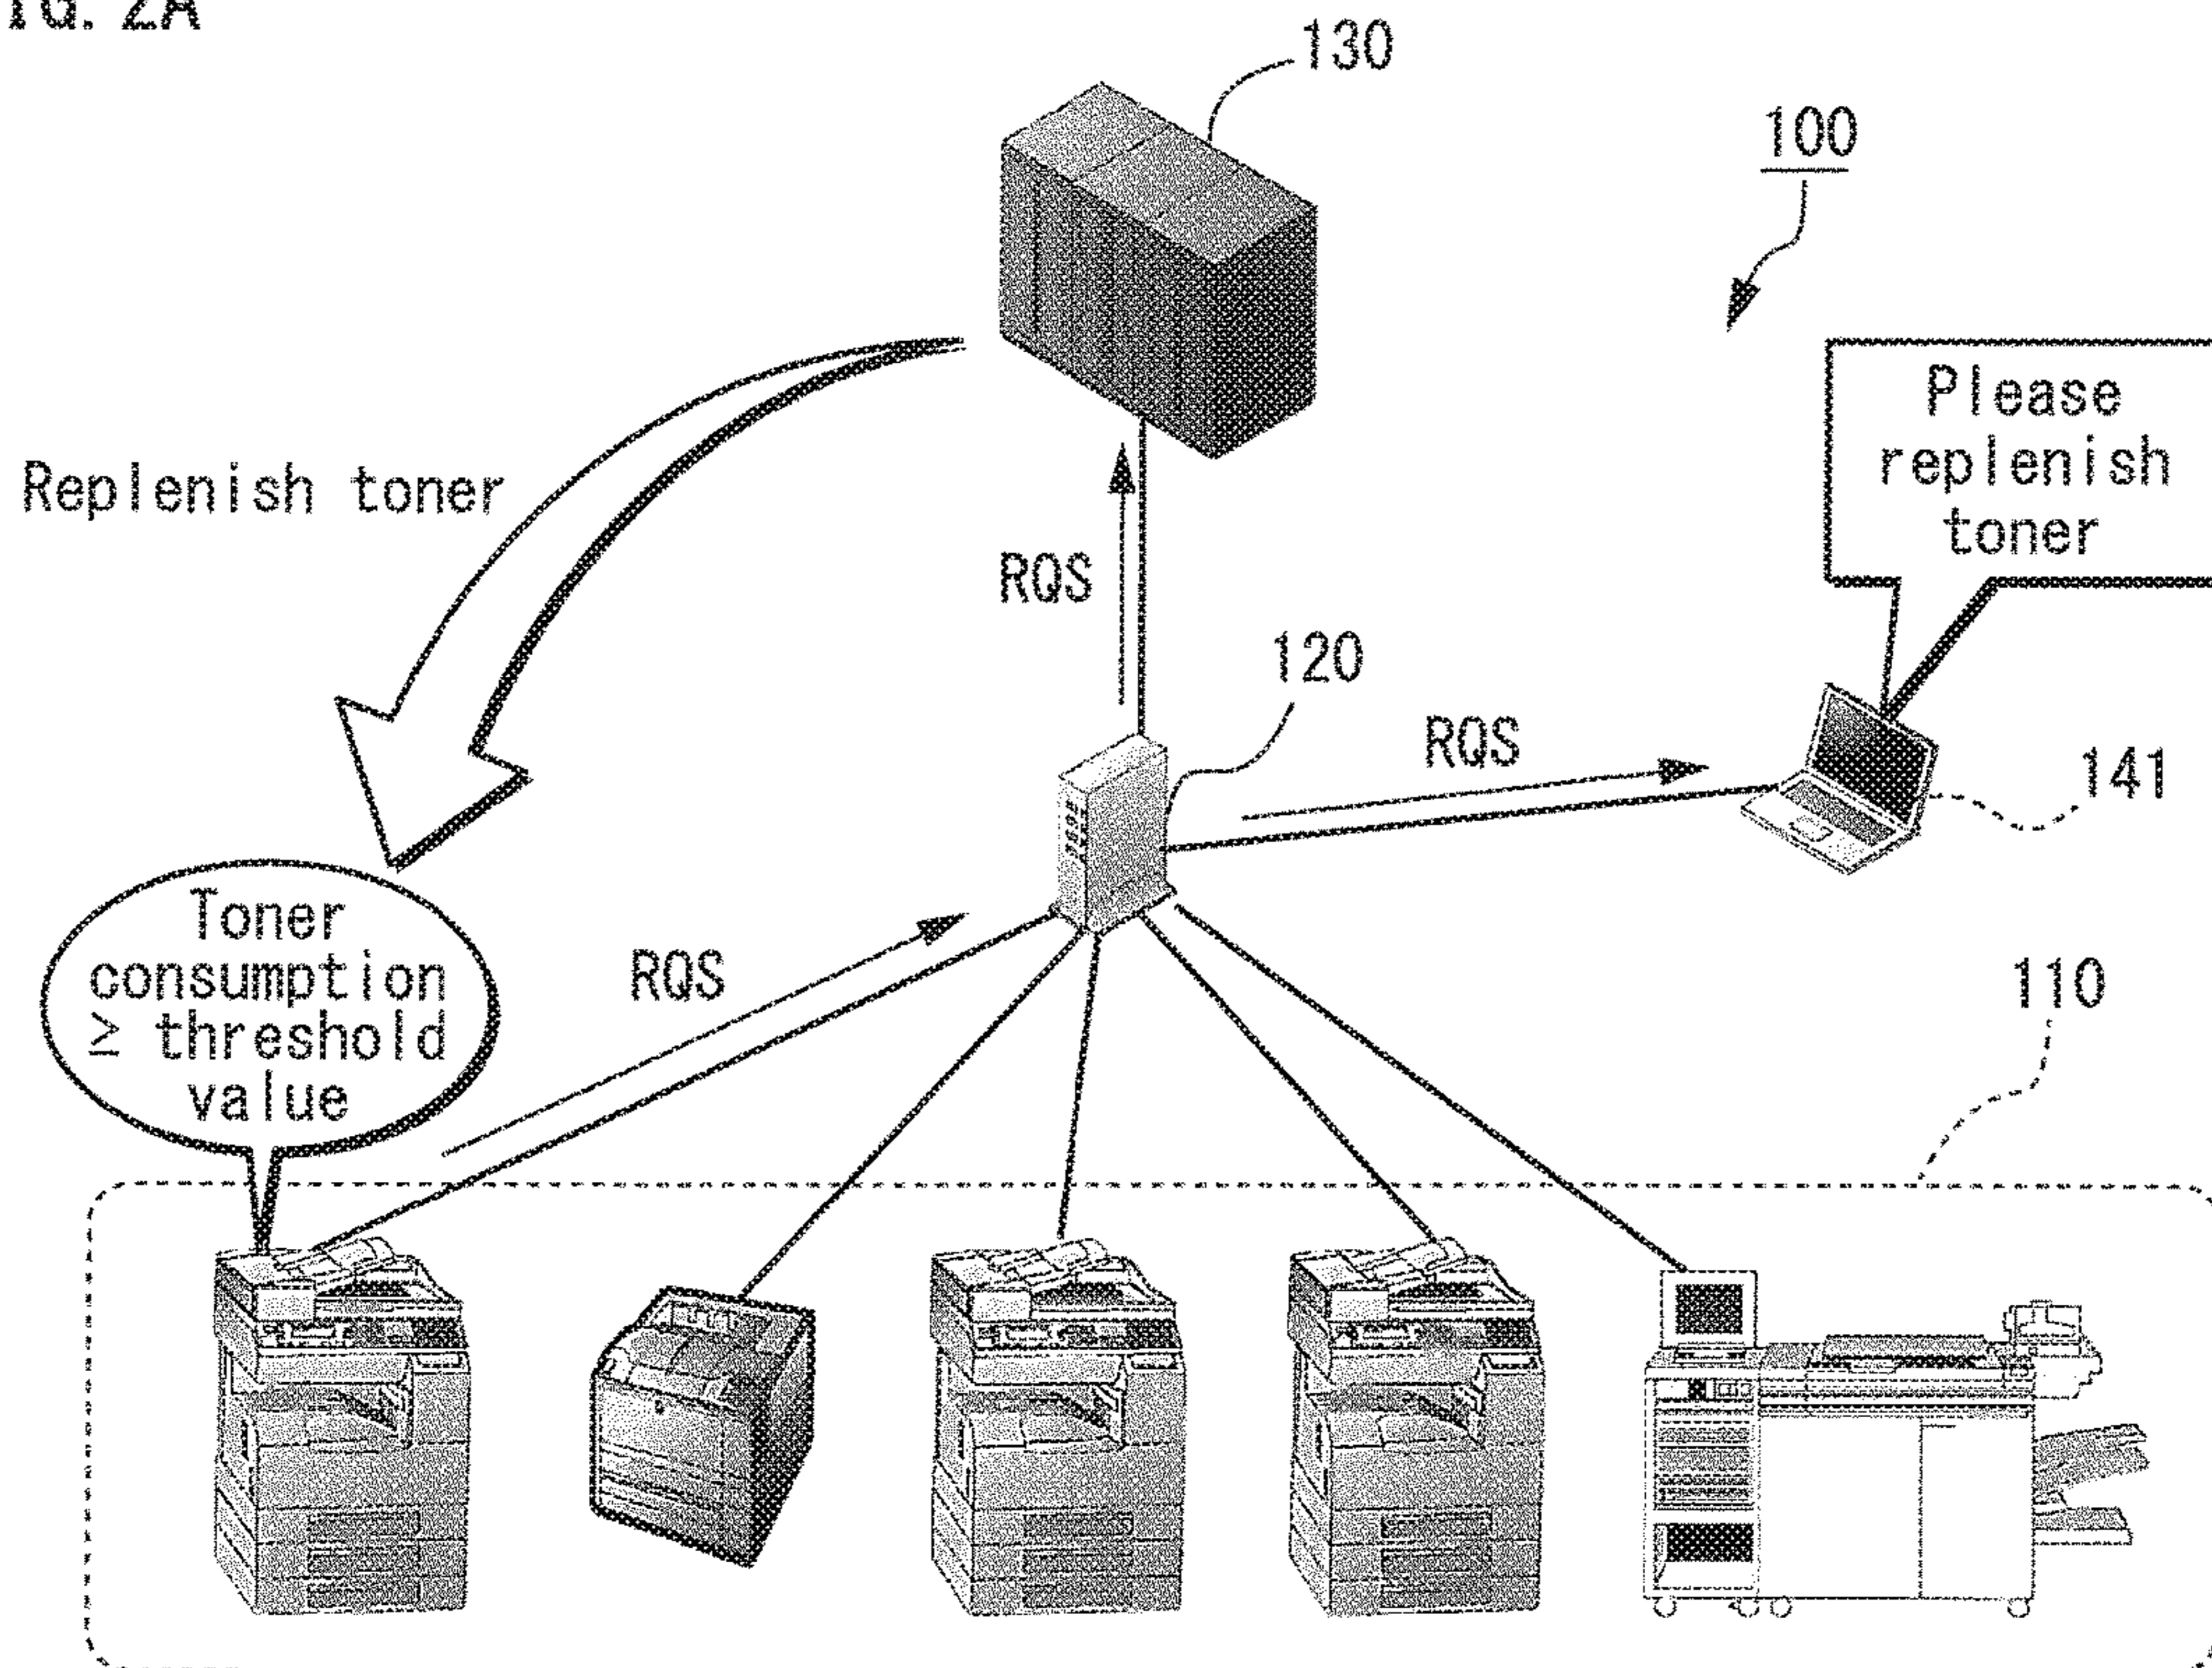 FIG. 2A
130
100
Please
replenish
toner
Replenish toner
RQS
120
RQS
141
Toner
consumption
≥ threshold
value
RQS
110